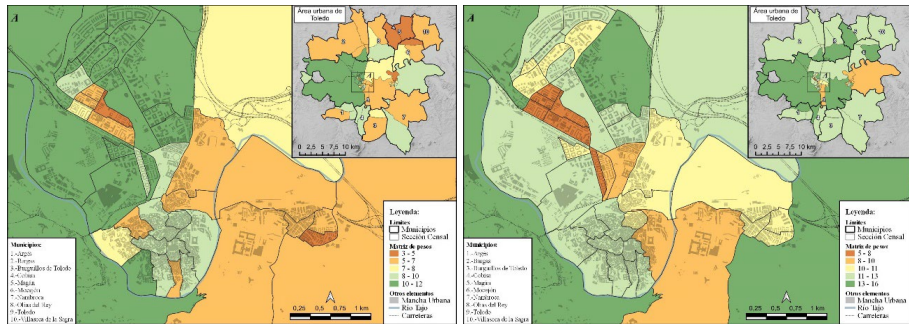 A
Área urbana de
Toledo
0 2,5 5 7,5 10 km
Municipios:
1.-Argés
2.-Bargas
3.-Burguillos de Toledo
4.-Cobisa
5.-Magán
6.-Mocejón
7.-Nambroca
8.-Olías del Rey
9.-Toledo
10.-Villaseca de la Sagra
Leyenda:
Límites
Municipios
Sección Censal
Matriz de pesos
3 - 5
5 - 7
7 - 8
8 - 10
10 - 12
Otros elementos
Mancha Urbana
Río Tajo
Carreteras
0 0,25 0,5 0,75 1 km
A
Área urbana de
Toledo
0 2,5 5 7,5 10 km
Municipios:
1.-Argés
2.-Bargas
3.-Burguillos de Toledo
4.-Cobisa
5.-Magán
6.-Mocejón
7.-Nambroca
8.-Olías del Rey
9.-Toledo
10.-Villaseca de la Sagra
Leyenda:
Límites
Municipios
Sección Censal
Matriz de pesos
5 - 8
8 - 10
10 - 11
11 - 13
13 - 16
Otros elementos
Mancha Urbana
Río Tajo
Carreteras
0 0,25 0,5 0,75 1 km